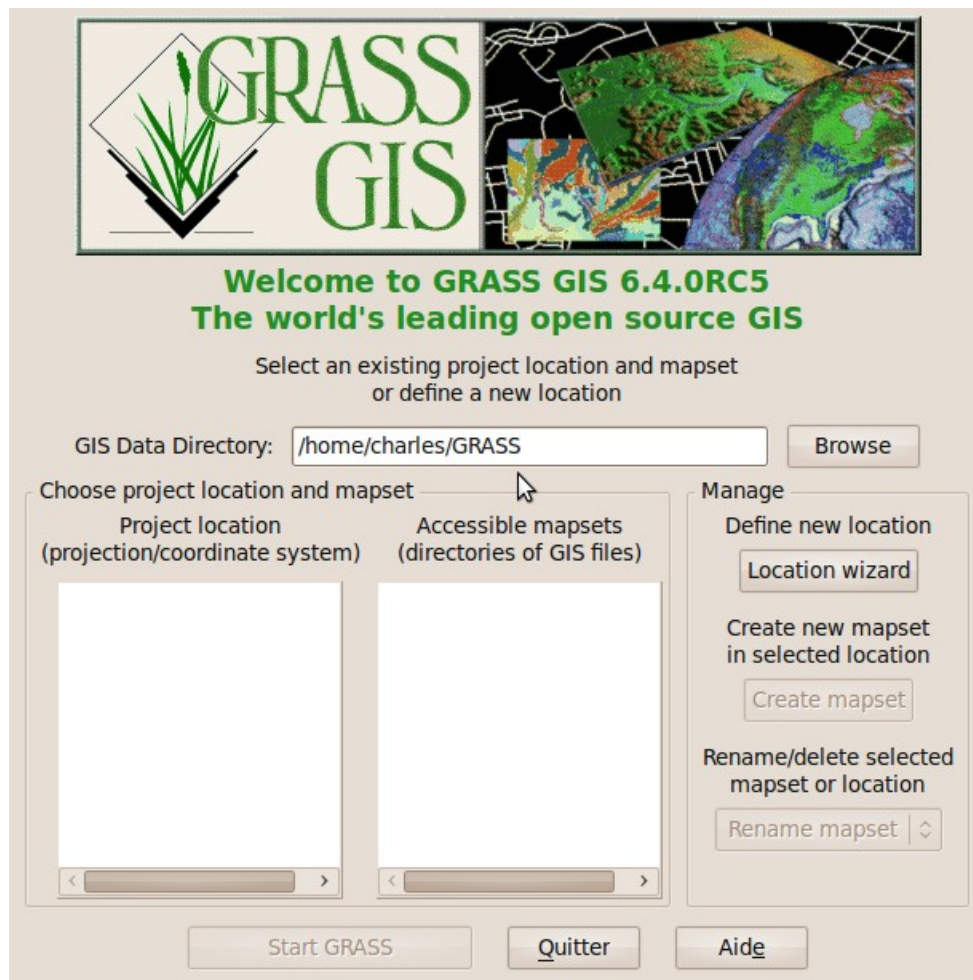 GRASS
GIS
Welcome to GRASS GIS 6.4.0RC5
The world's leading open source GIS
Select an existing project location and mapset
or define a new location
GIS Data Directory:
/home/charles/GRASS
Browse
Choose project location and mapset
Project location
(projection/coordinate system)
Accessible mapsets
(directories of GIS files)
Manage
Define new location
Location wizard
Create new mapset
in selected location
Create mapset
Rename/delete selected
mapset or location
Rename mapset
Start GRASS
Quitter
Aide